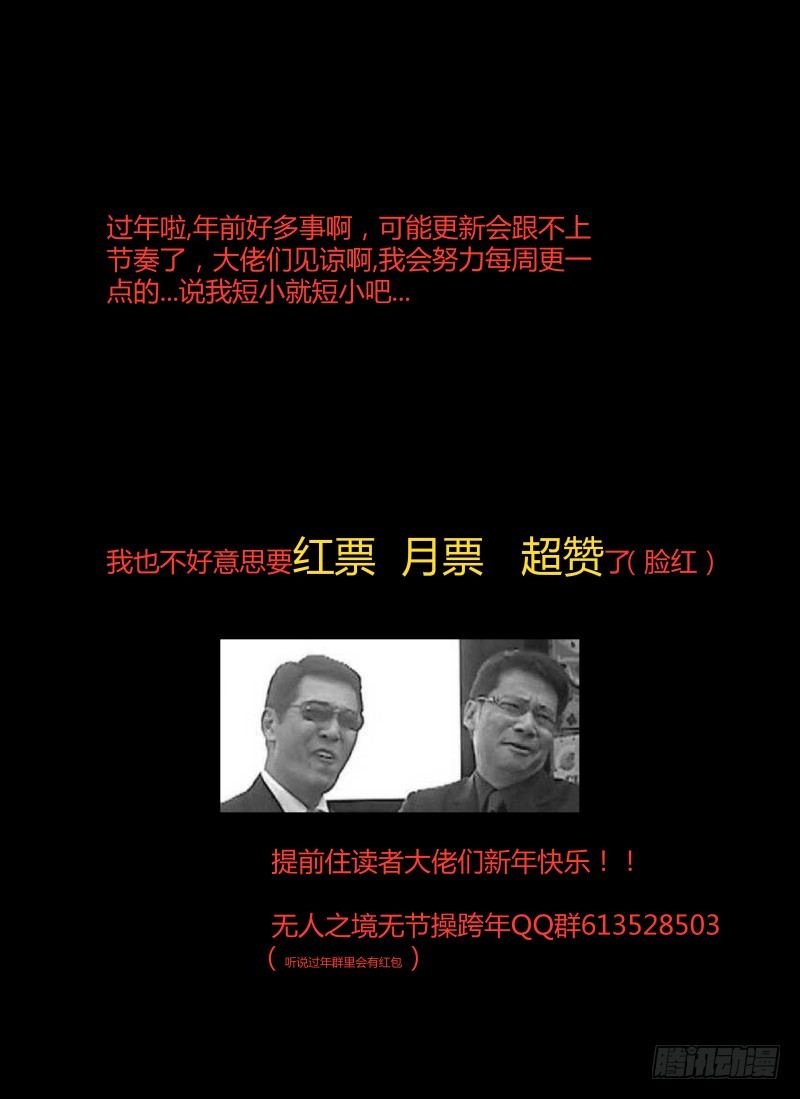 过年啦,年前好多事啊，可能更新会跟不上
节奏了，大佬们见谅啊,我会努力每周更一
点的...说我短小就短小吧...
我也不好意思要红票 月票 超赞了(脸红)
提前住读者大佬们新年快乐！！
无人之境无节操跨年QQ群613528503
(听说过年群里会有红包)
腾讯动漫